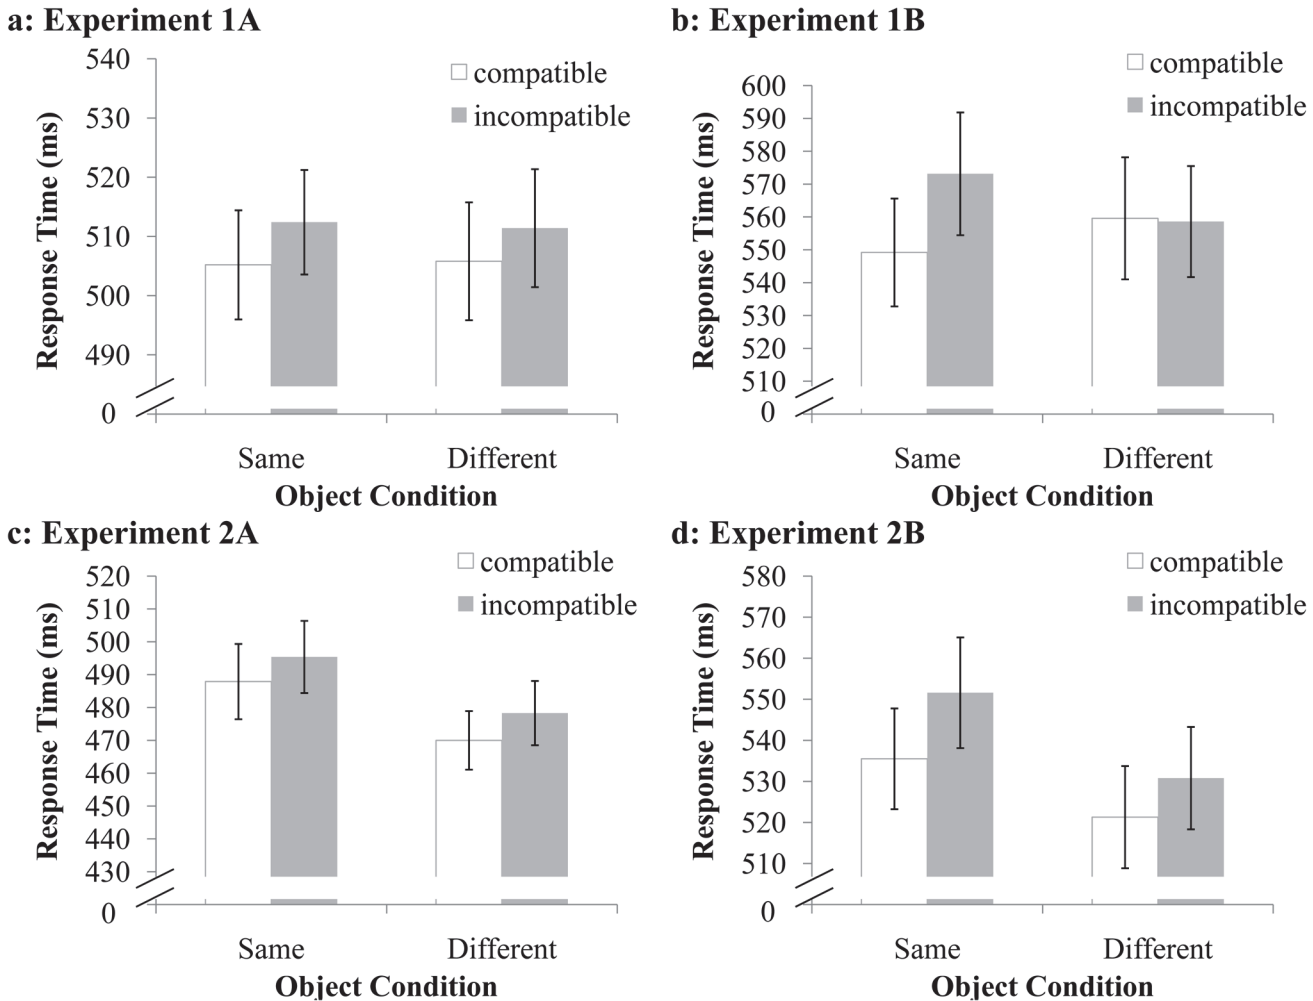 a: Experiment 1A
compatible
incompatible
Response Time (ms)
540
530
520
510
500
490
0
Same Different
Object Condition
b: Experiment 1B
compatible
incompatible
Response Time (ms)
600
590
580
570
560
550
540
530
520
510
0
Same Different
Object Condition
c: Experiment 2A
compatible
incompatible
Response Time (ms)
520
510
500
490
480
470
460
450
440
430
0
Same Different
Object Condition
d: Experiment 2B
compatible
incompatible
Response Time (ms)
580
570
560
550
540
530
520
510
0
Same Different
Object Condition